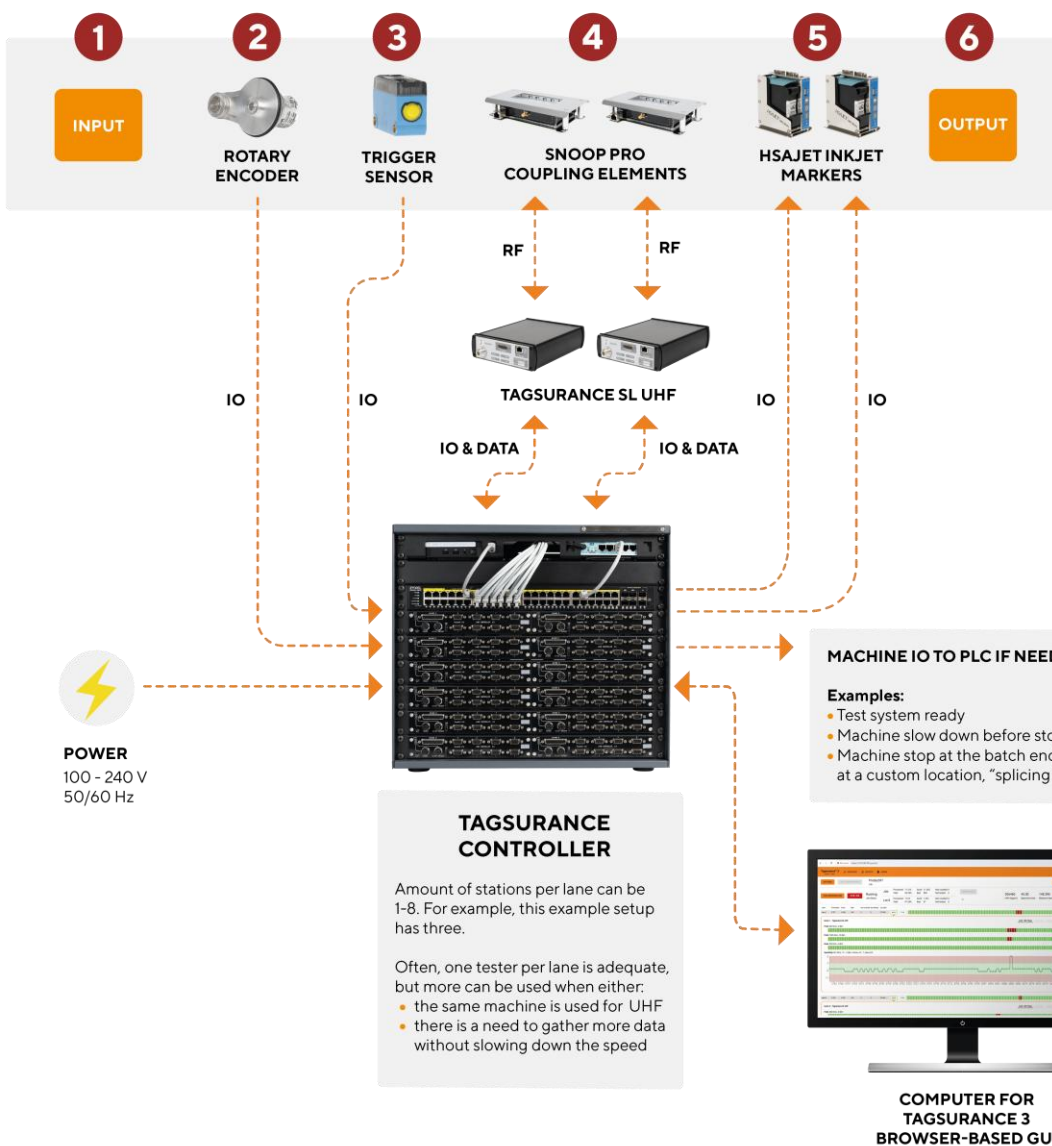 1
2
3
4
5
6
INPUT
ROTARY
ENCODER
TRIGGER
SENSOR
SNOOP PRO
COUPLING ELEMENTS
HSAJET INKJET
MARKERS
OUTPUT
RF
RF
TAGSURANCE SL UHF
IO
IO
IO
IO
IO & DATA
IO & DATA
POWER
100 - 240 V
50/60 Hz
MACHINE IO TO PLC IF NEE
Examples:
• Test system ready
• Machine slow down before sto
• Machine stop at the batch end
at a custom location, “splicing
TAGSURANCE
CONTROLLER
Amount of stations per lane can be
1-8. For example, this example setup
has three.
Often, one tester per lane is adequate,
but more can be used when either:
• the same machine is used for UHF
• there is a need to gather more data
without slowing down the speed
COMPUTER FOR
TAGSURANCE 3
BROWSER-BASED GU